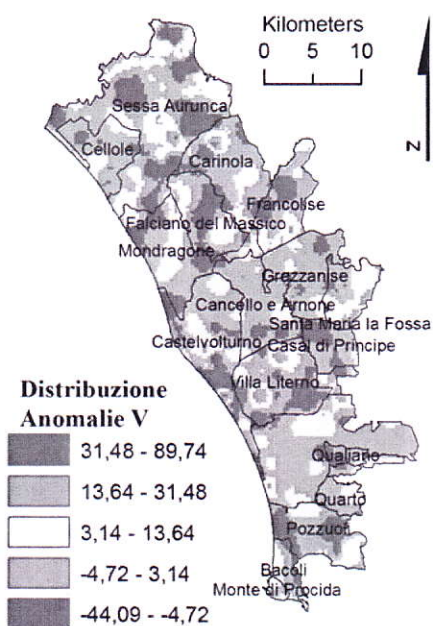 Kilometers
0 5 10
N
Sessa Aurunca
Cellole
Carinola
Francolise
Falciano del Massico
Mondragone
Grazzanise
Cancello e Arnone
Santa Maria la Fossa
Castelvolturno
Casal di Principe
Villa Literno
Distribuzione
Anomalie V
31,48 - 89,74
13,64 - 31,48
3,14 - 13,64
-4,72 - 3,14
-44,09 - -4,72
Qualiano
Quarto
Pozzuoli
Bacoli
Monte di Procida